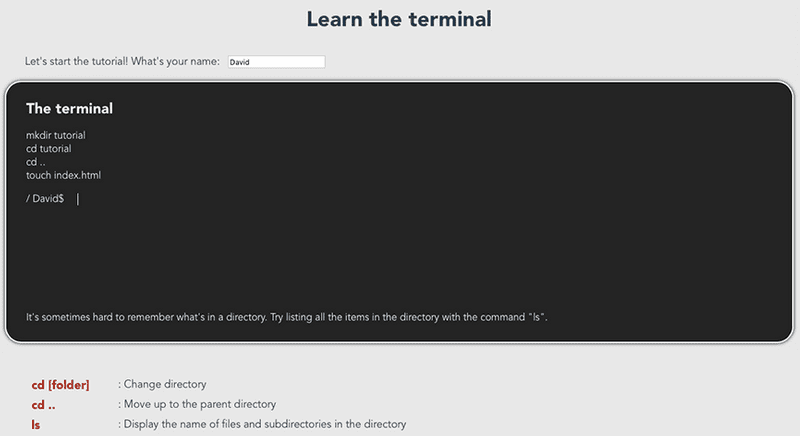 Learn the terminal
Let's start the tutorial! What's your name: David
The terminal
mkdir tutorial
cd tutorial
cd ..
touch index.html
/ David$
It's sometimes hard to remember what's in a directory. Try listing all the items in the directory with the command "ls".
cd [folder] : Change directory
cd .. : Move up to the parent directory
ls : Display the name of files and subdirectories in the directory